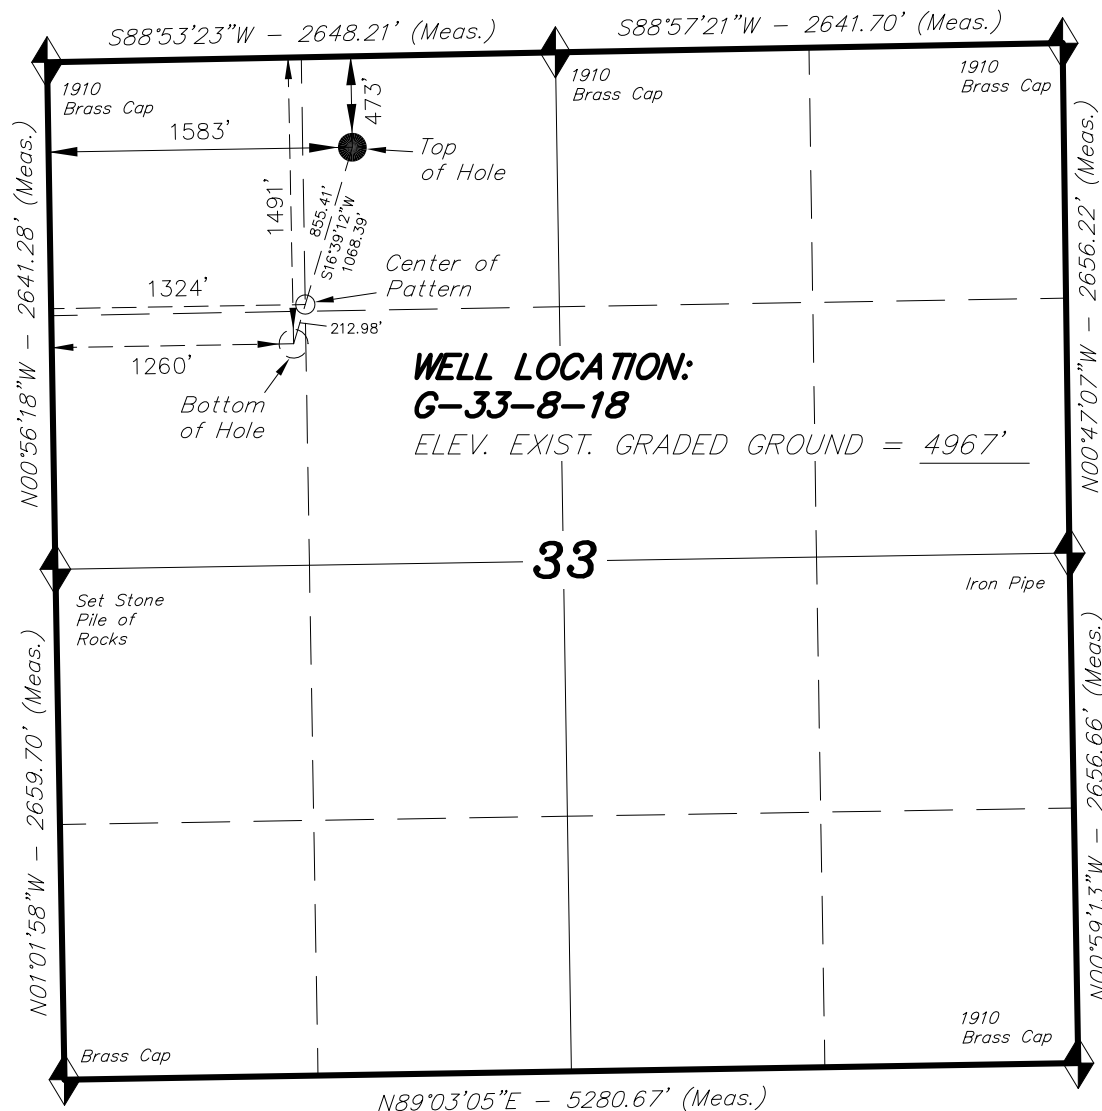 S88°53'23"W – 2648.21' (Meas.)
S88°57'21"W – 2641.70' (Meas.)
1910
Brass Cap
1910
Brass Cap
1910
Brass Cap
473'
1583'
Top
of Hole
1491'
855.41'
S16°39'12"W
1068.39'
Center of
Pattern
1324'
212.98'
1260'
Bottom
of Hole
WELL LOCATION:
G–33–8–18
ELEV. EXIST. GRADED GROUND = 4967'
N00°56'18"W – 2641.28' (Meas.)
N00°47'07"W – 2656.22' (Meas.)
33
Set Stone
Pile of
Rocks
Iron Pipe
N01°01'58"W – 2659.70' (Meas.)
N00°59'13"W – 2656.66' (Meas.)
Brass Cap
1910
Brass Cap
N89°03'05"E – 5280.67' (Meas.)